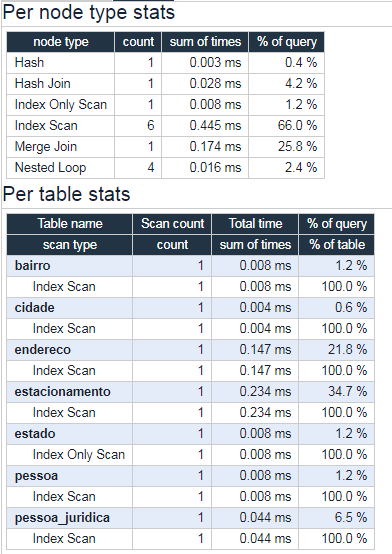 Per node type stats
node type count sum of times % of query
Hash 1 0.003 ms 0.4 %
Hash Join 1 0.028 ms 4.2 %
Index Only Scan 1 0.008 ms 1.2 %
Index Scan 6 0.445 ms 66.0 %
Merge Join 1 0.174 ms 25.8 %
Nested Loop 4 0.016 ms 2.4 %
Per table stats
Table name Scan count Total time % of query
scan type count sum of times % of table
bairro 1 0.008 ms 1.2 %
Index Scan 1 0.008 ms 100.0 %
cidade 1 0.004 ms 0.6 %
Index Scan 1 0.004 ms 100.0 %
endereco 1 0.147 ms 21.8 %
Index Scan 1 0.147 ms 100.0 %
estacionamento 1 0.234 ms 34.7 %
Index Scan 1 0.234 ms 100.0 %
estado 1 0.008 ms 1.2 %
Index Only Scan 1 0.008 ms 100.0 %
pessoa 1 0.008 ms 1.2 %
Index Scan 1 0.008 ms 100.0 %
pessoa_juridica 1 0.044 ms 6.5 %
Index Scan 1 0.044 ms 100.0 %